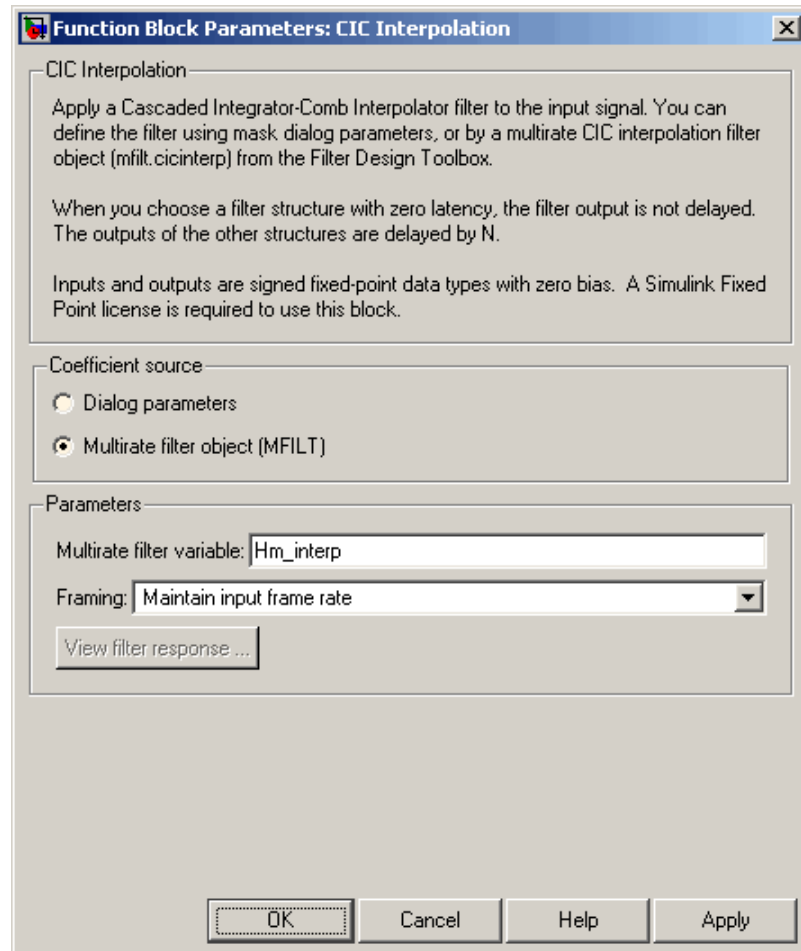 Function Block Parameters: CIC Interpolation
CIC Interpolation
Apply a Cascaded Integrator-Comb Interpolator filter to the input signal. You can
define the filter using mask dialog parameters, or by a multirate CIC interpolation filter
object (mfilt.cicinterp) from the Filter Design Toolbox.
When you choose a filter structure with zero latency, the filter output is not delayed.
The outputs of the other structures are delayed by N.
Inputs and outputs are signed fixed-point data types with zero bias. A Simulink Fixed
Point license is required to use this block.
Coefficient source
Dialog parameters
Multirate filter object (MFILT)
Parameters
Multirate filter variable: Hm_interp
Framing: Maintain input frame rate
View filter response ...
OK Cancel Help Apply